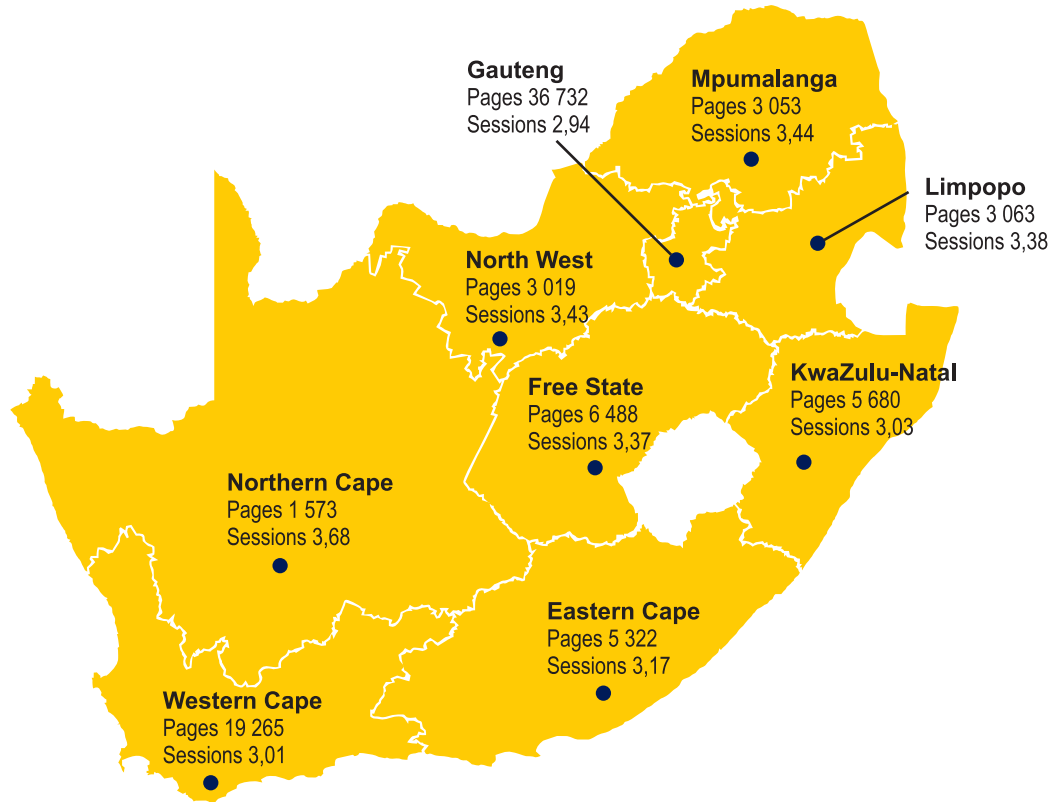 Gauteng
Pages 36 732
Sessions 2,94
Mpumalanga
Pages 3 053
Sessions 3,44
Limpopo
Pages 3 063
Sessions 3,38
North West
Pages 3 019
Sessions 3,43
Free State
Pages 6 488
Sessions 3,37
KwaZulu-Natal
Pages 5 680
Sessions 3,03
Northern Cape
Pages 1 573
Sessions 3,68
Eastern Cape
Pages 5 322
Sessions 3,17
Western Cape
Pages 19 265
Sessions 3,01